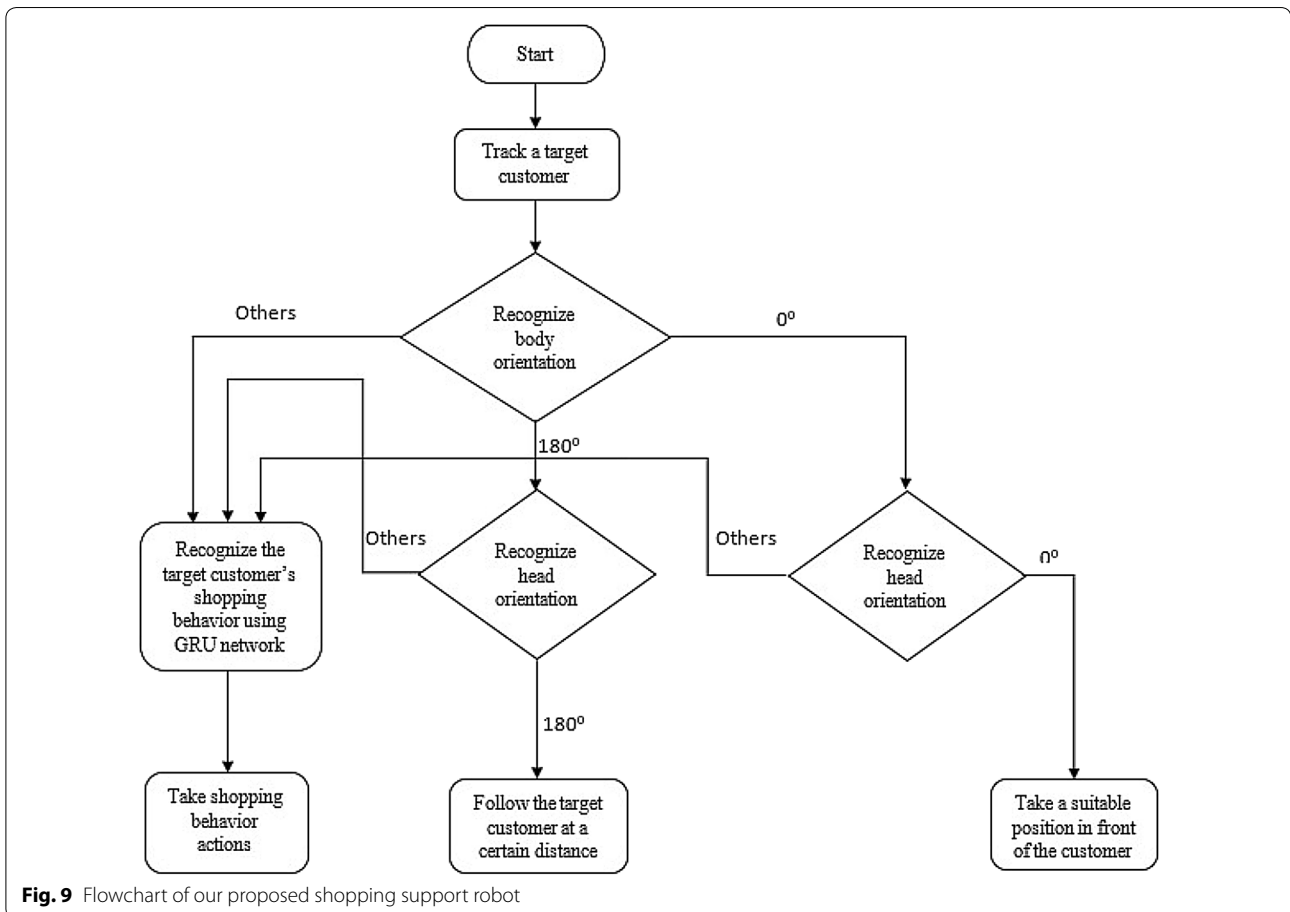 Start
Track a target
customer
Recognize
body
orientation
Others
0º
180º
Recognize the
target customer's
shopping
behavior using
GRU network
Others
Recognize
head
orientation
Others
Recognize
head
orientation
0º
180º
Take shopping
behavior
actions
Follow the target
customer at a
certain distance
Take a suitable
position in front
of the customer
Fig. 9 Flowchart of our proposed shopping support robot